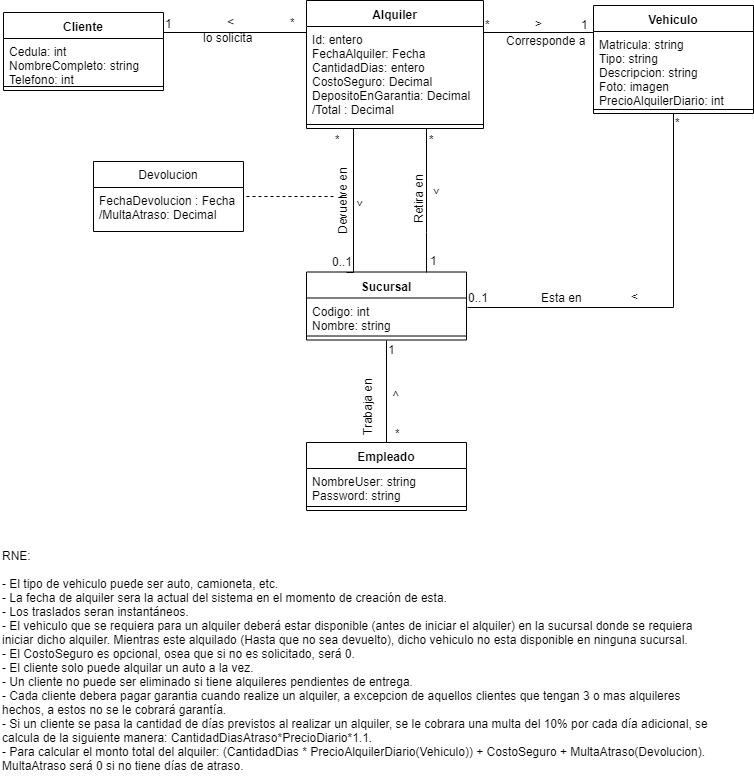 Cliente
Cedula: int
NombreCompleto: string
Telefono: int
1
<
*
lo solicita
Alquiler
Id: entero
FechaAlquiler: Fecha
CantidadDias: entero
CostoSeguro: Decimal
DepositoEnGarantia: Decimal
/Total : Decimal
*
>
1
Corresponde a
Vehiculo
Matricula: string
Tipo: string
Descripcion: string
Foto: imagen
PrecioAlquilerDiario: int
Devolucion
FechaDevolucion : Fecha
/MultaAtraso: Decimal
*
Devuelve en
<
0..1
*
Retira en
<
1
*
0..1
Esta en
<
Sucursal
Codigo: int
Nombre: string
1
Trabaja en
<
*
Empleado
NombreUser: string
Password: string
RNE:
- El tipo de vehiculo puede ser auto, camioneta, etc.
- La fecha de alquiler sera la actual del sistema en el momento de creación de esta.
- Los traslados seran instantáneos.
- El vehiculo que se requiera para un alquiler deberá estar disponible (antes de iniciar el alquiler) en la sucursal donde se requiera
iniciar dicho alquiler. Mientras este alquilado (Hasta que no sea devuelto), dicho vehiculo no esta disponible en ninguna sucursal.
- El CostoSeguro es opcional, osea que si no es solicitado, será 0.
- El cliente solo puede alquilar un auto a la vez.
- Un cliente no puede ser eliminado si tiene alquileres pendientes de entrega.
- Cada cliente debera pagar garantia cuando realize un alquiler, a excepcion de aquellos clientes que tengan 3 o mas alquileres
hechos, a estos no se le cobrará garantía.
- Si un cliente se pasa la cantidad de días previstos al realizar un alquiler, se le cobrara una multa del 10% por cada día adicional, se
calcula de la siguiente manera: CantidadDiasAtraso*PrecioDiario*1.1.
- Para calcular el monto total del alquiler: (CantidadDias * PrecioAlquilerDiario(Vehiculo)) + CostoSeguro + MultaAtraso(Devolucion).
MultaAtraso será 0 si no tiene días de atraso.